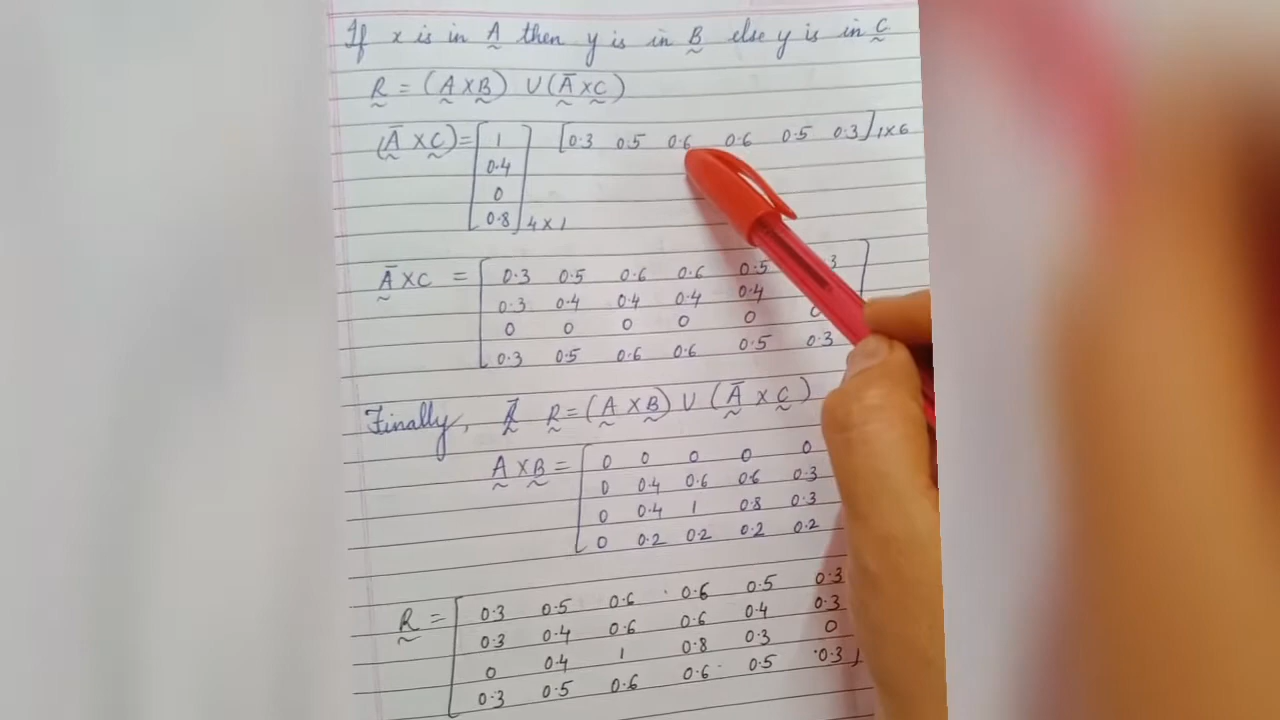 If x is in A then y is in B else y is in C
R = (A × B) ∪ (Ā × C)
(Ā × C) = [1 [0.3 0.5 0.6 0.6 0.5 0.3] 1×6
0.4
0
0.8] 4×1
Ā × C = [0.3 0.5 0.6 0.6 0.5 3
0.3 0.4 0.4 0.4 0.4
0 0 0 0 0
0.3 0.5 0.6 0.6 0.5 0.3
Finally, R = (A × B) ∪ (Ā × C)
A × B = [0 0 0 0 0
0 0.4 0.6 0.6 0.3
0 0.4 1 0.8 0.3
0 0.2 0.2 0.2 0.2
R = [0.3 0.5 0.6 0.6 0.5 0.3
0.3 0.4 0.6 0.6 0.4 0.3
0 0.4 1 0.8 0.3 0
0.3 0.5 0.6 0.6 0.5 0.3]